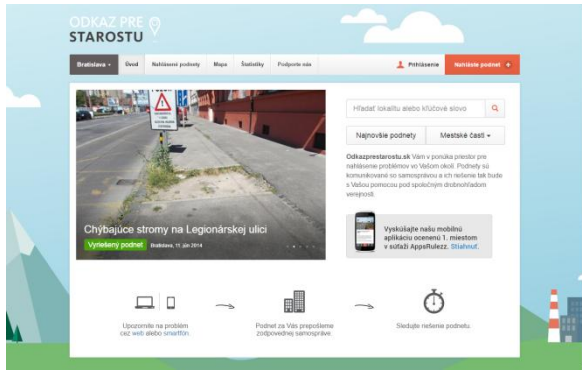 ODKAZ PRE
STAROSTU
Bratislava
Úvod
Nahlásené podnety
Mapa
Štatistiky
Podporte nás
Prihlásenie
Nahláste podnet
Hľadať lokalitu alebo kľúčové slovo
Najnovšie podnety
Mestské časti
Odkazprestarostu.sk Vám v ponúka priestor pre
nahlásenie problémov vo Vašom okolí. Podnety sú
komunikované so samosprávou a ich riešenie tak bude
s Vašou pomocou pod spoločným drobnohľadom
verejnosti.
Chýbajúce stromy na Legionárskej ulici
Vyriešený podnet
Bratislava, 11. jún 2014
Vyskúšajte našu mobilnú
aplikáciu ocenenú 1. miestom
v súťaži AppsRulezz. Stiahnuť.
Upozornite na problém
cez web alebo smartfón.
Podnet za Vás prepošleme
zodpovednej samospráve.
Sledujte riešenie podnetu.